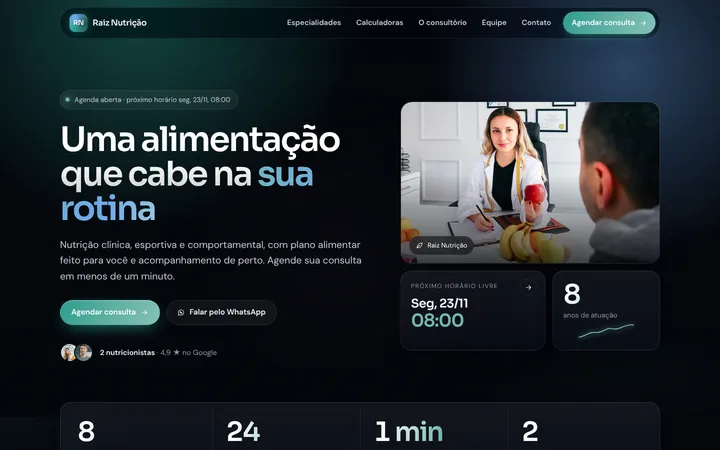 RN Raiz Nutrição
Especialidades Calculadoras O consultório Equipe Contato Agendar consulta →
Agenda aberta · próximo horário seg, 23/11, 08:00
Uma alimentação
que cabe na sua
rotina
Nutrição clínica, esportiva e comportamental, com plano alimentar
feito para você e acompanhamento de perto. Agende sua consulta
em menos de um minuto.
Agendar consulta → Falar pelo WhatsApp
2 nutricionistas · 4,9 ★ no Google
Raiz Nutrição
PRÓXIMO HORÁRIO LIVRE →
Seg, 23/11
08:00
8
anos de atuação
8 24 1 min 2